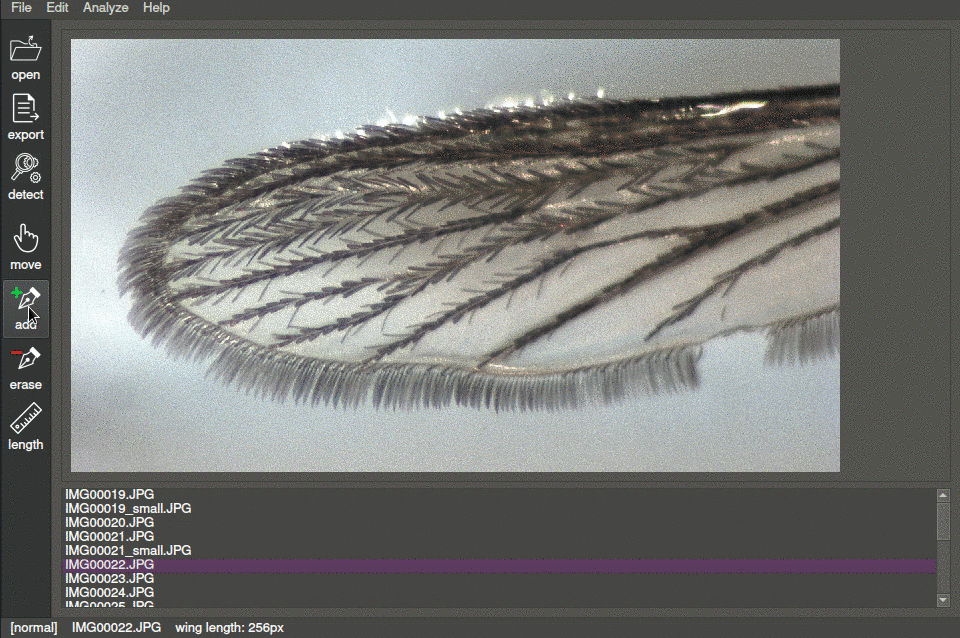 File Edit Analyze Help
open
export
detect
move
add
erase
length
IMG00019.JPG
IMG00019_small.JPG
IMG00020.JPG
IMG00021.JPG
IMG00021_small.JPG
IMG00022.JPG
IMG00023.JPG
IMG00024.JPG
IMG00025.JPG
[normal] IMG00022.JPG wing length: 256px